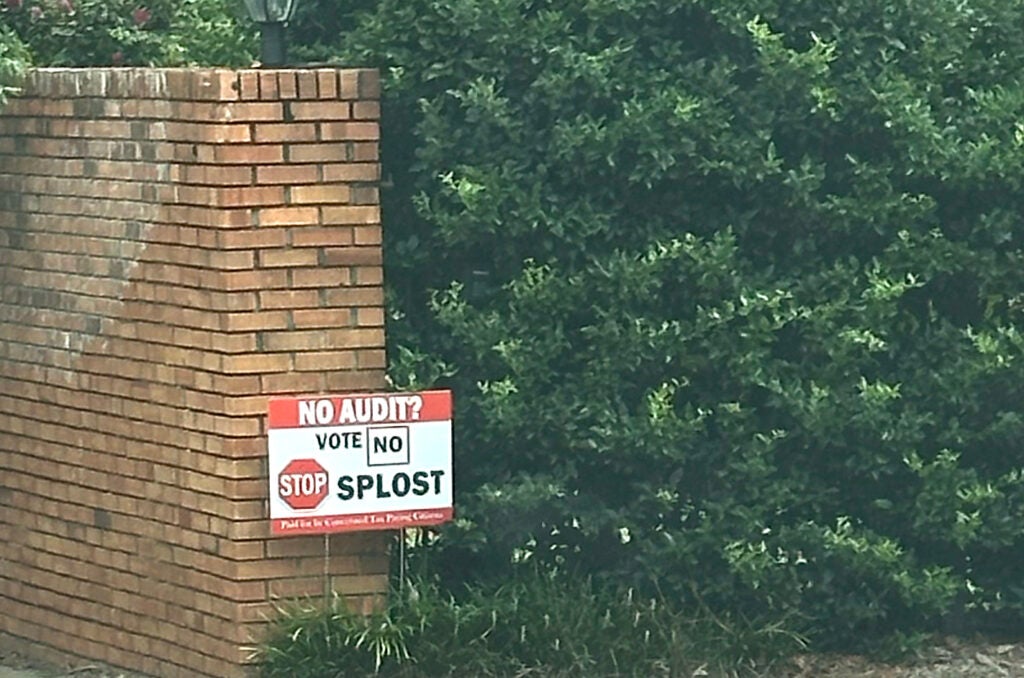 NO AUDIT?
VOTE NO
STOP SPLOST
Paid for by Concerned Tax Paying Citizens